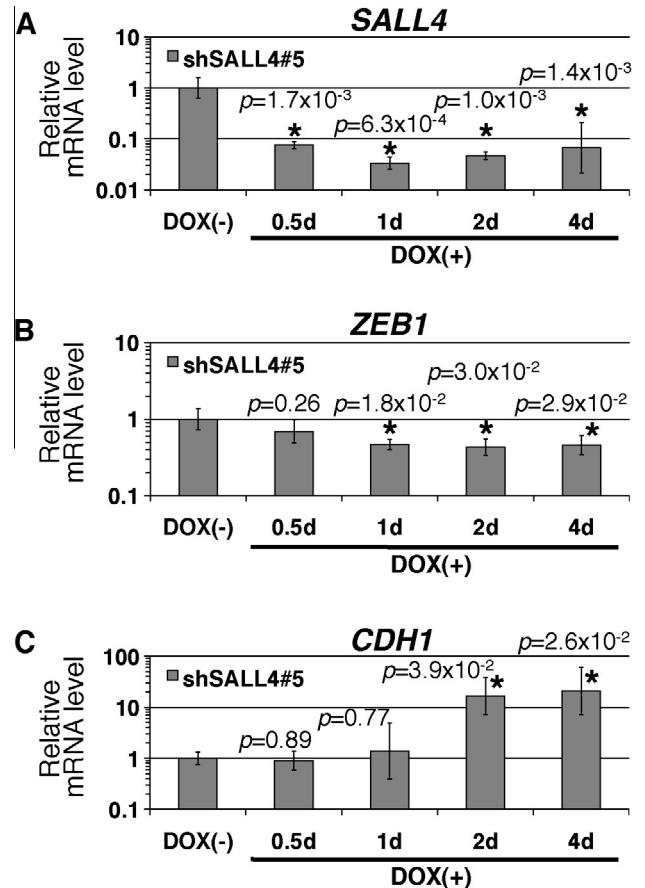 A
SALL4
Relative
mRNA level
10
1
0.1
0.01
shSALL4#5
p=1.7x10-3
p=6.3x10-4
p=1.0x10-3
p=1.4x10-3
* * * *
DOX(-) 0.5d 1d 2d 4d
DOX(+)
B
ZEB1
Relative
mRNA level
10
1
0.1
shSALL4#5
p=0.26
p=1.8x10-2
p=3.0x10-2
p=2.9x10-2
* * *
DOX(-) 0.5d 1d 2d 4d
DOX(+)
C
CDH1
Relative
mRNA level
100
10
1
0.1
shSALL4#5
p=0.89
p=0.77
p=3.9x10-2
p=2.6x10-2
* *
DOX(-) 0.5d 1d 2d 4d
DOX(+)